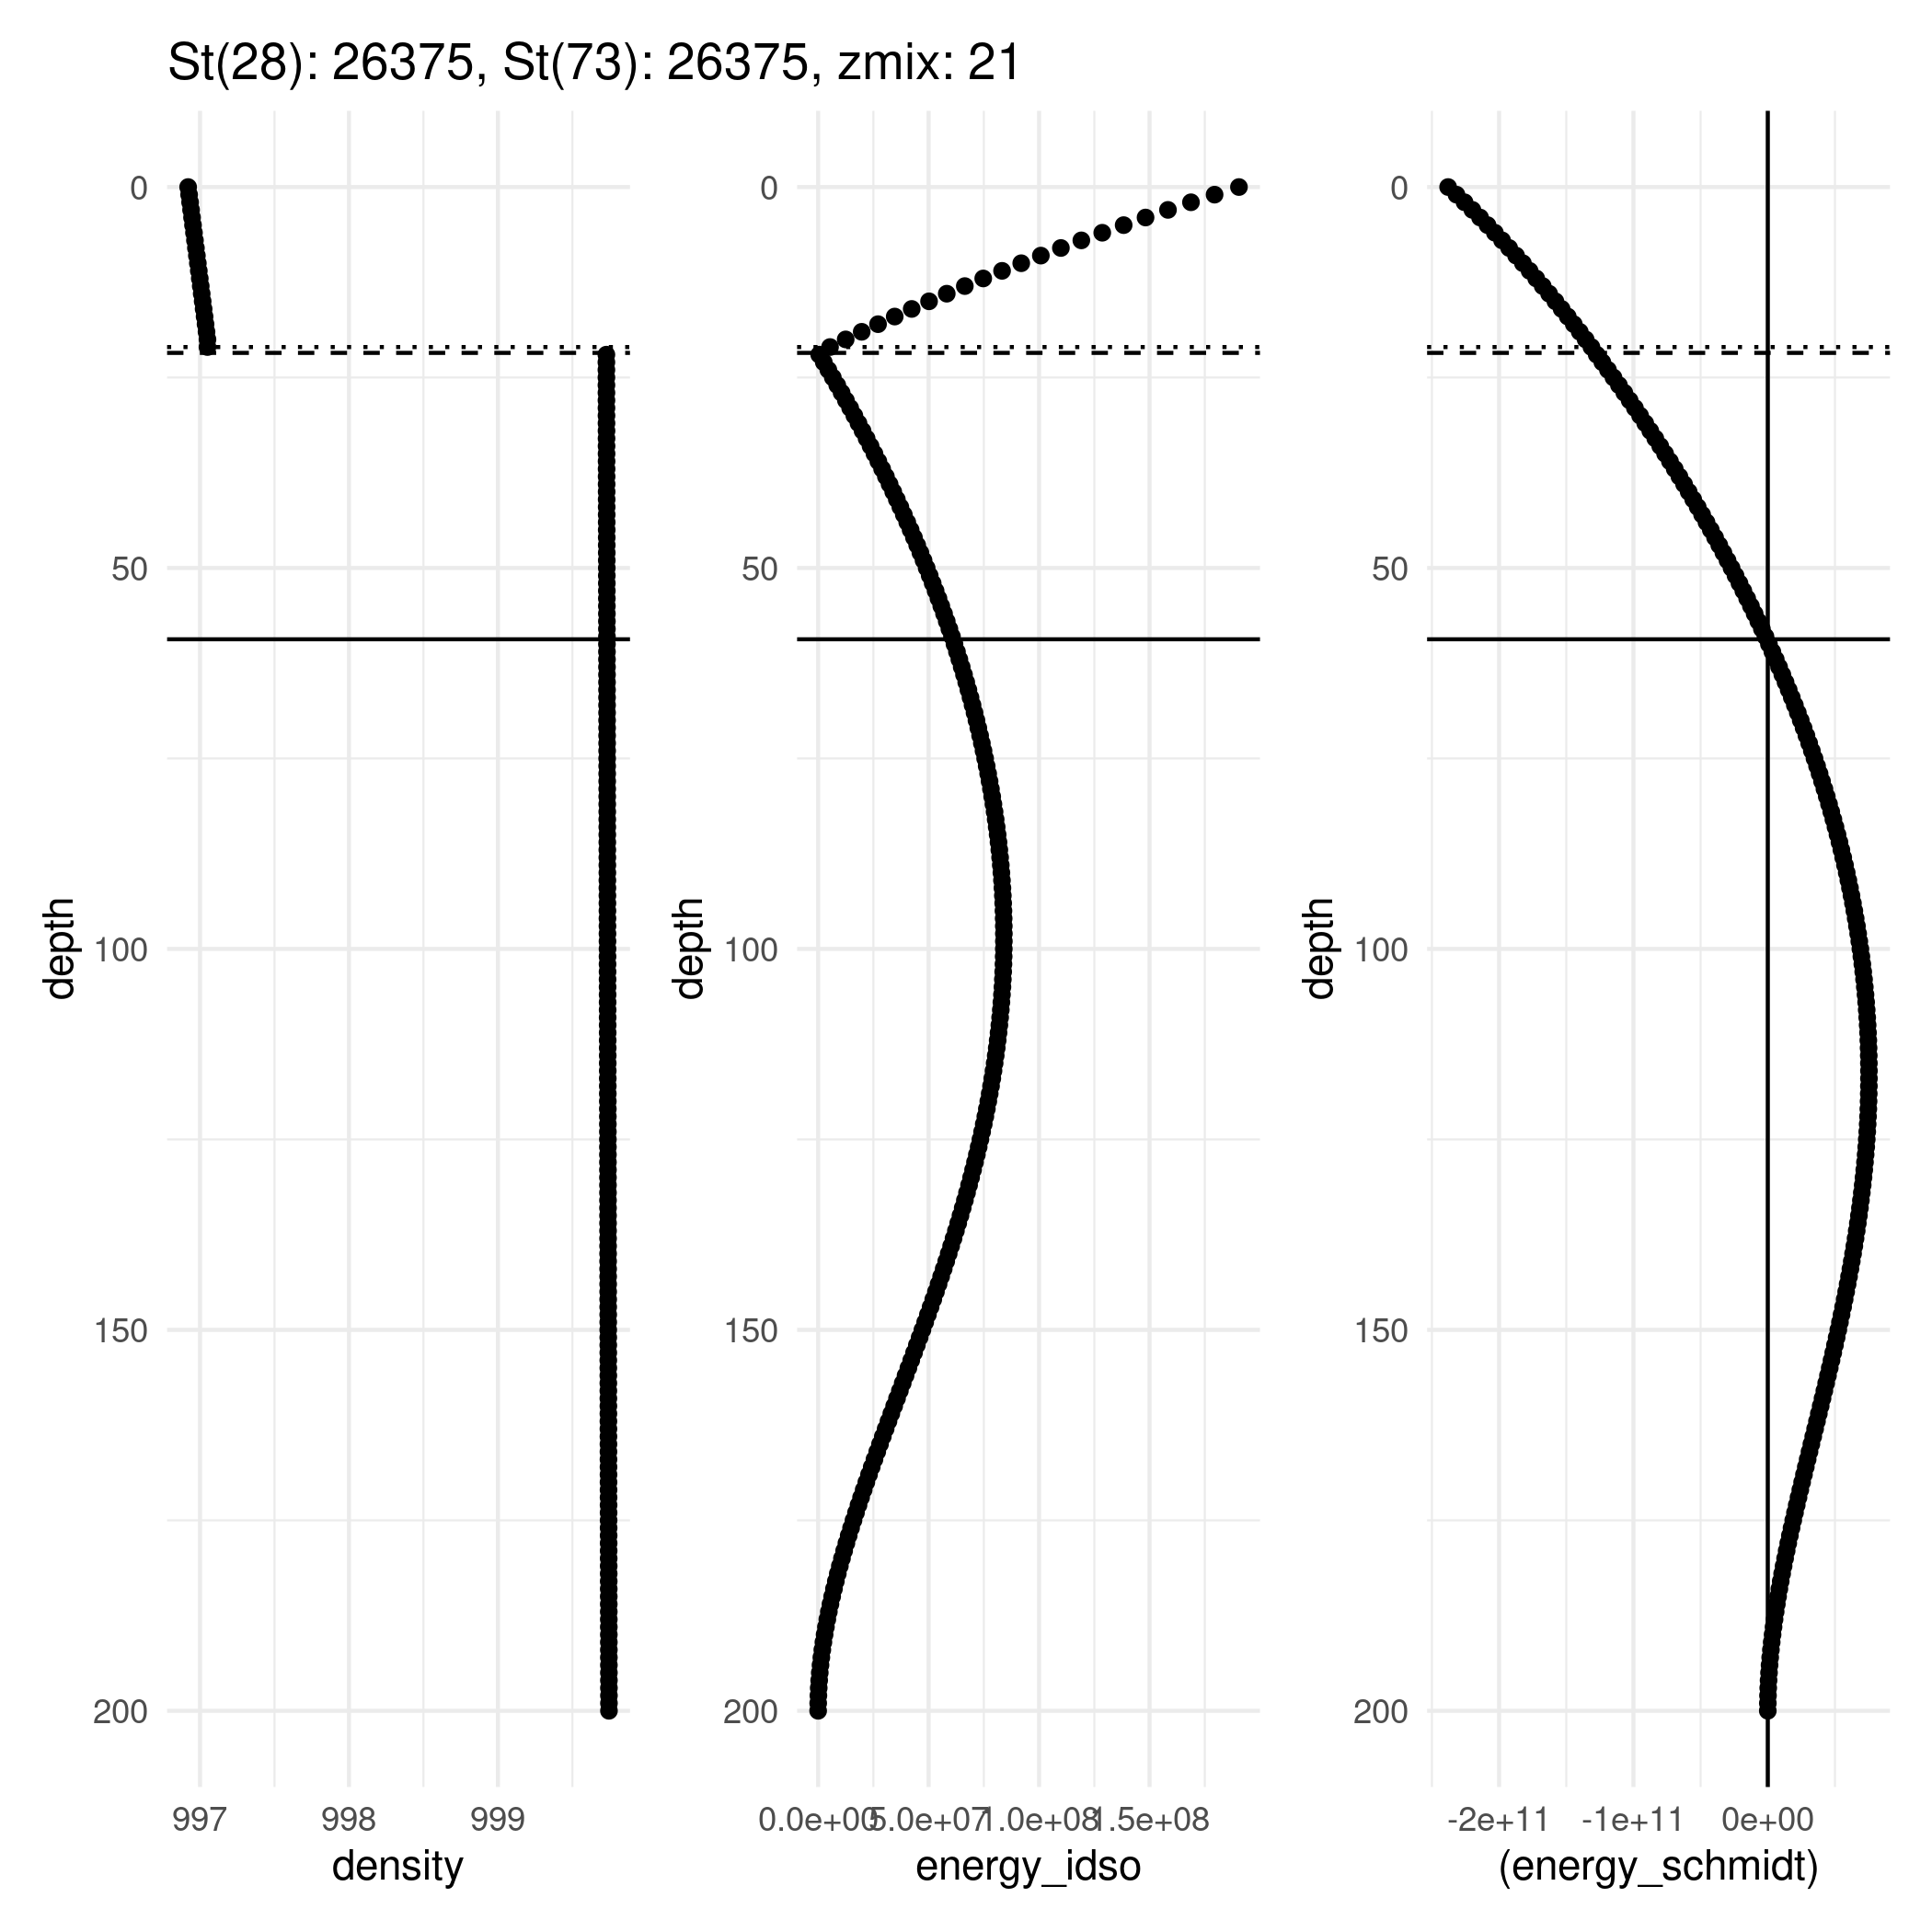 St(28): 26375, St(73): 26375, zmix: 21
0
50
100
150
200
depth
997
998
999
density
0
50
100
150
200
depth
0.0e+00
5.0e+07
1.0e+08
1.5e+08
energy_idso
0
50
100
150
200
depth
-2e+11
-1e+11
0e+00
(energy_schmidt)